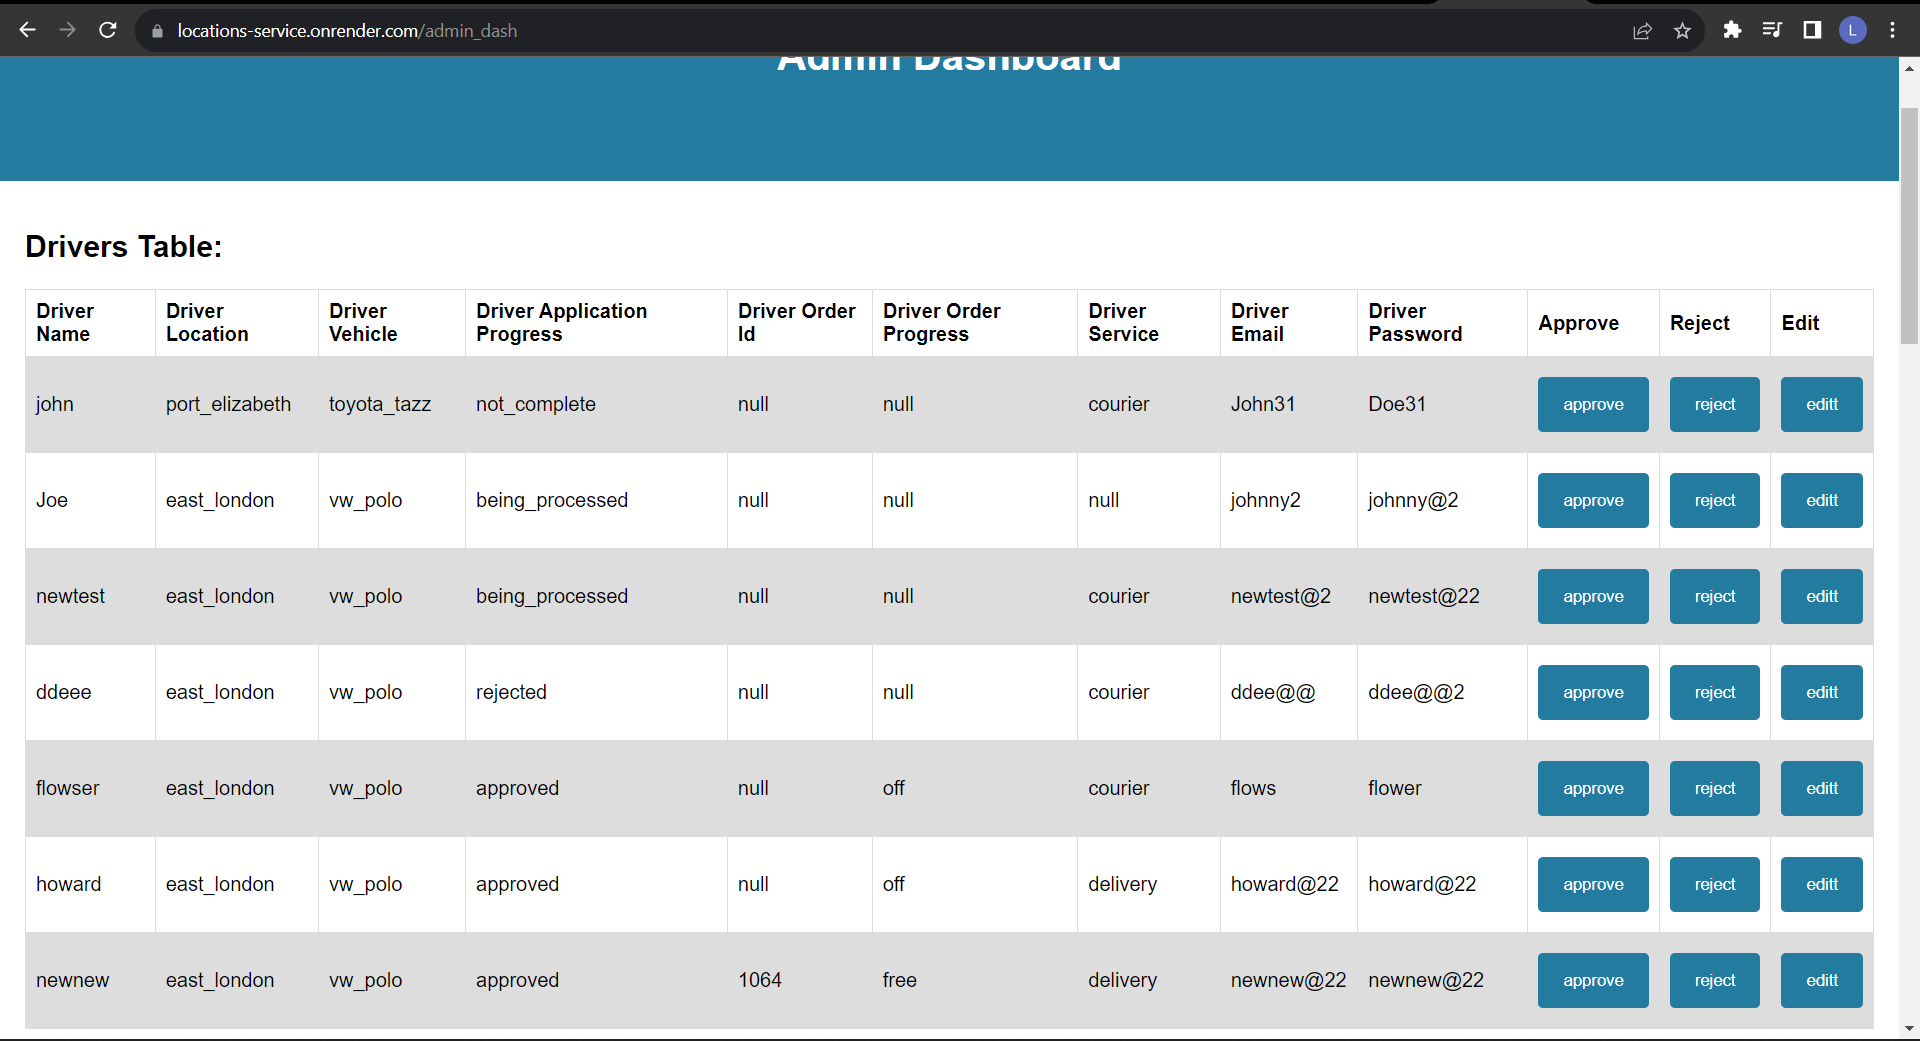 locations-service.onrender.com/admin_dash
L
Admin Dashboard
Drivers Table:
Driver Name Driver Location Driver Vehicle Driver Application Progress Driver Order Id Driver Order Progress Driver Service Driver Email Driver Password Approve Reject Edit
john port_elizabeth toyota_tazz not_complete null null courier John31 Doe31 approve reject editt
Joe east_london vw_polo being_processed null null null johnny2 johnny@2 approve reject editt
newtest east_london vw_polo being_processed null null courier newtest@2 newtest@22 approve reject editt
ddeee east_london vw_polo rejected null null courier ddee@@ ddee@@2 approve reject editt
flowser east_london vw_polo approved null off courier flows flower approve reject editt
howard east_london vw_polo approved null off delivery howard@22 howard@22 approve reject editt
newnew east_london vw_polo approved 1064 free delivery newnew@22 newnew@22 approve reject editt